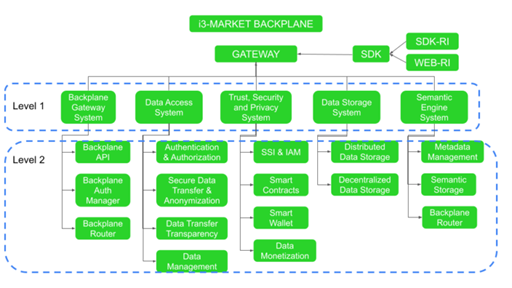 i3-MARKET BACKPLANE
SDK-RI
GATEWAY
SDK
WEB-RI
Level 1
Backplane
Gateway
System
Data Access
System
Trust, Security
and Privacy
System
Data Storage
System
Semantic
Engine
System
Level 2
Backplane
API
Authentication
& Authorization
SSI & IAM
Distributed
Data Storage
Metadata
Management
Backplane
Auth
Manager
Secure Data
Transfer &
Anonymization
Smart
Contracts
Decentralized
Data Storage
Semantic
Storage
Backplane
Router
Data Transfer
Transparency
Smart
Wallet
Backplane
Router
Data
Management
Data
Monetization